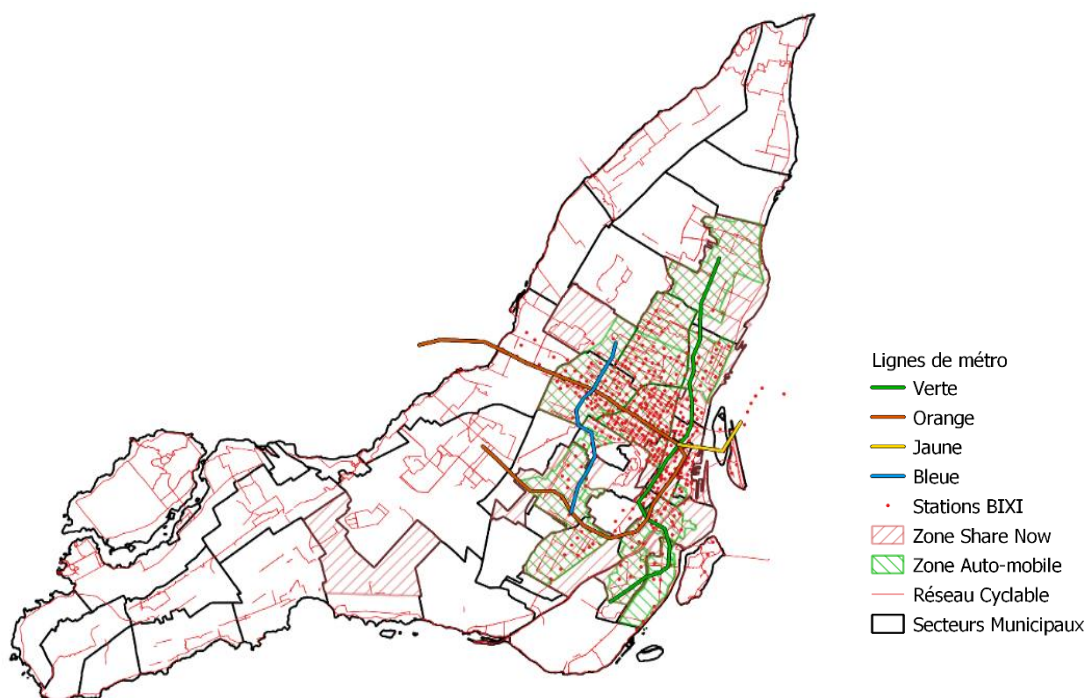 Lignes de métro
Verte
Orange
Jaune
Bleue
Stations BIXI
Zone Share Now
Zone Auto-mobile
Réseau Cyclable
Secteurs Municipaux